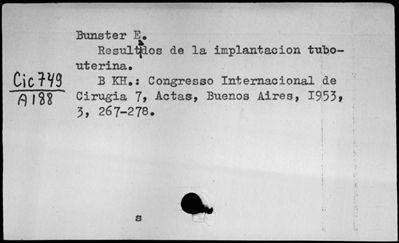 Bunster E.
Resultados de la implantacion tubo-
uterina.
Cic 749
A 188
B KH.: Congresso Internacional de
Cirugia 7, Actas, Buenos Aires, I953,
3, 267-278.
s